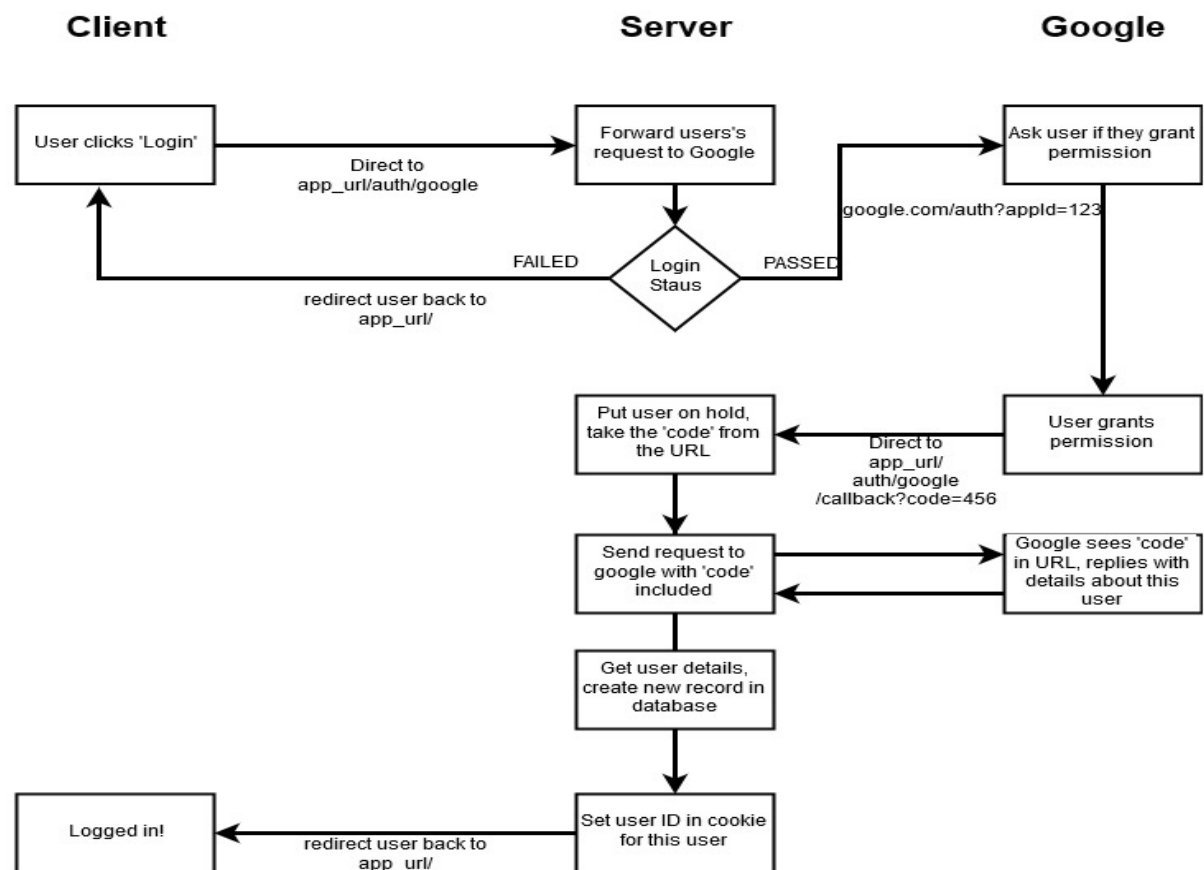 Client
Server
Google
User clicks 'Login'
Direct to
app_url/auth/google
Forward users's
request to Google
Ask user if they grant
permission
google.com/auth?appId=123
FAILED
Login
Staus
PASSED
redirect user back to
app_url/
Put user on hold,
take the 'code' from
the URL
User grants
permission
Direct to
app_url/
auth/google
/callback?code=456
Send request to
google with 'code'
included
Google sees 'code'
in URL, replies with
details about this
user
Get user details,
create new record in
database
Logged in!
redirect user back to
app_url/
Set user ID in cookie
for this user